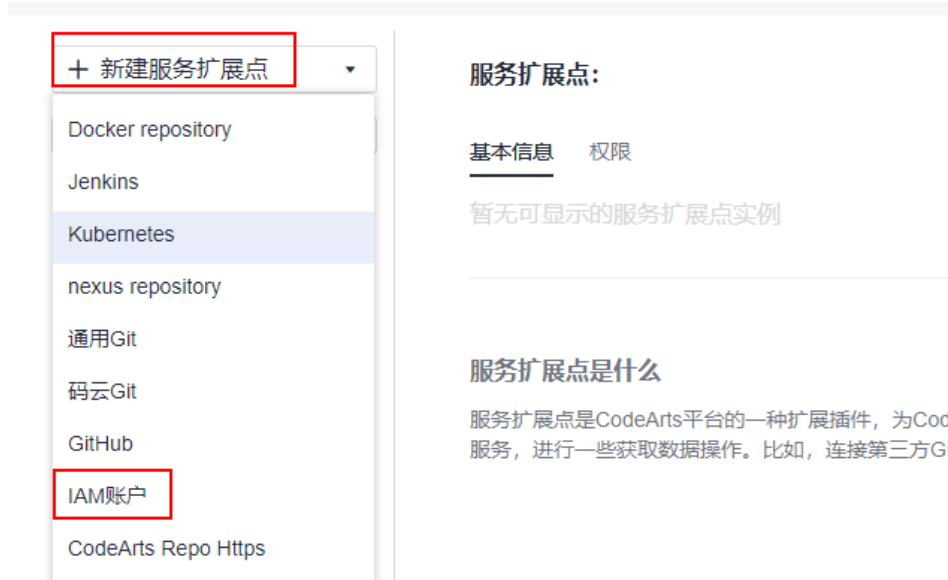 + 新建服务扩展点
Docker repository
Jenkins
Kubernetes
nexus repository
通用Git
码云Git
GitHub
IAM账户
CodeArts Repo Https
服务扩展点:
基本信息 权限
暂无可显示的服务扩展点实例
服务扩展点是什么
服务扩展点是CodeArts平台的一种扩展插件，为Cod
服务，进行一些获取数据操作。比如，连接第三方Gi